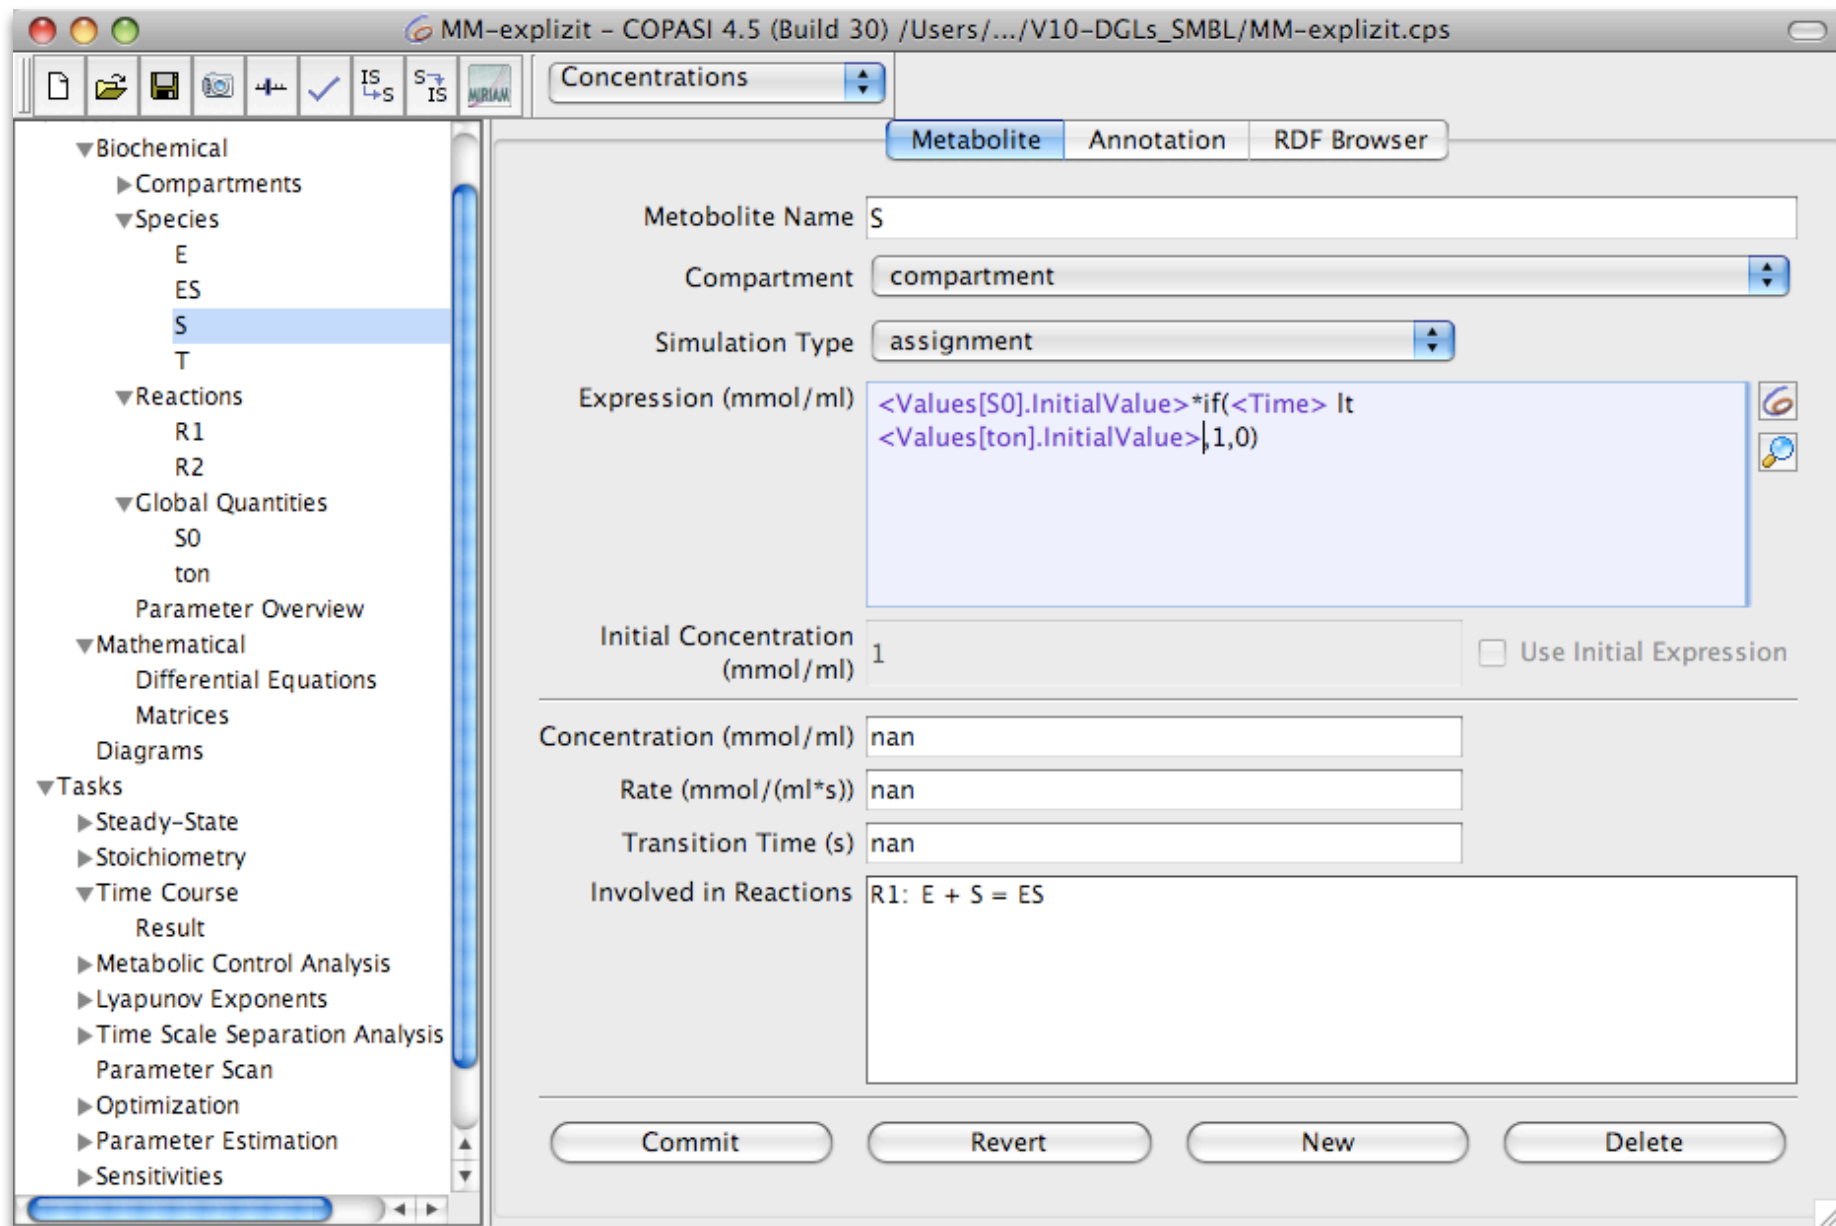 MM-explizit – COPASI 4.5 (Build 30) /Users/.../V10-DGLs_SMBL/MM-explizit.cps
IS S S IS MIRIAM
Concentrations
Biochemical
Compartments
Species
E
ES
S
T
Reactions
R1
R2
Global Quantities
S0
ton
Parameter Overview
Mathematical
Differential Equations
Matrices
Diagrams
Tasks
Steady-State
Stoichiometry
Time Course
Result
Metabolic Control Analysis
Lyapunov Exponents
Time Scale Separation Analysis
Parameter Scan
Optimization
Parameter Estimation
Sensitivities
Metabolite Annotation RDF Browser
Metobolite Name S
Compartment compartment
Simulation Type assignment
Expression (mmol/ml) <Values[S0].InitialValue>*if(<Time> lt
<Values[ton].InitialValue>,1,0)
Initial Concentration
(mmol/ml) 1 Use Initial Expression
Concentration (mmol/ml) nan
Rate (mmol/(ml*s)) nan
Transition Time (s) nan
Involved in Reactions R1: E + S = ES
Commit Revert New Delete